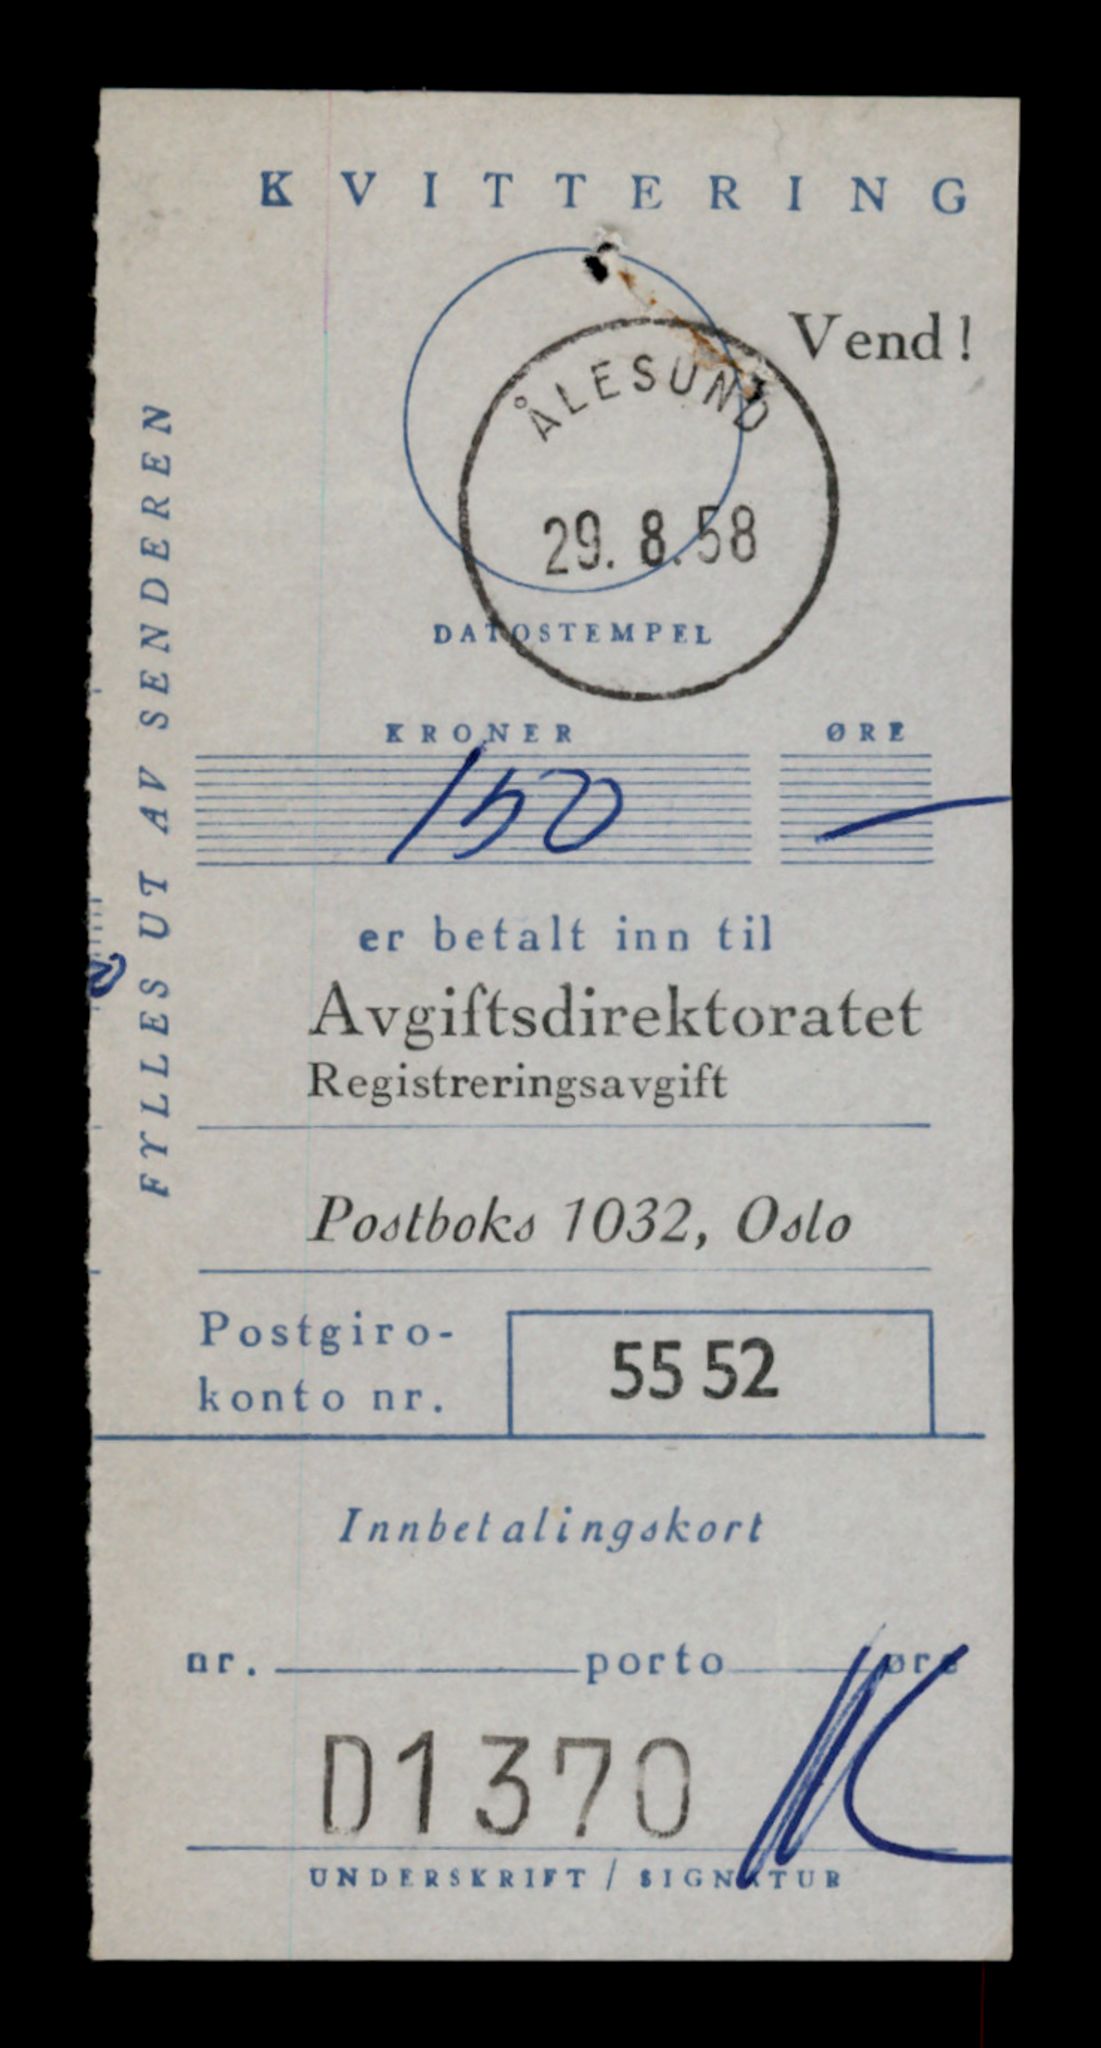 KVITTERING
Vend!
ÅLESUND
29. 8. 58
DATOSTEMPEL
FYLLES UT AV SENDEREN
KRONER ØRE
150 —
er betalt inn til
Avgiftsdirektoratet
Registreringsavgift
Postboks 1032, Oslo
Postgiro-
konto nr.
55 52
Innbetalingskort
nr. porto øre
D1370
UNDERSKRIFT / SIGNATUR